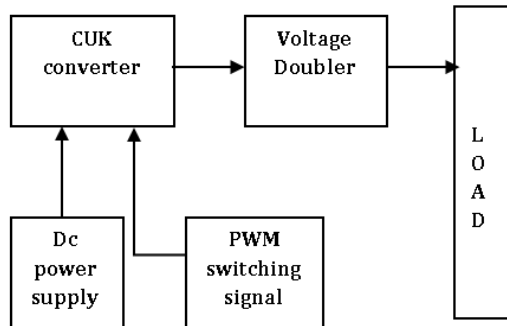 CUK
converter
Voltage
Doubler
L
O
A
D
Dc
power
supply
PWM
switching
signal